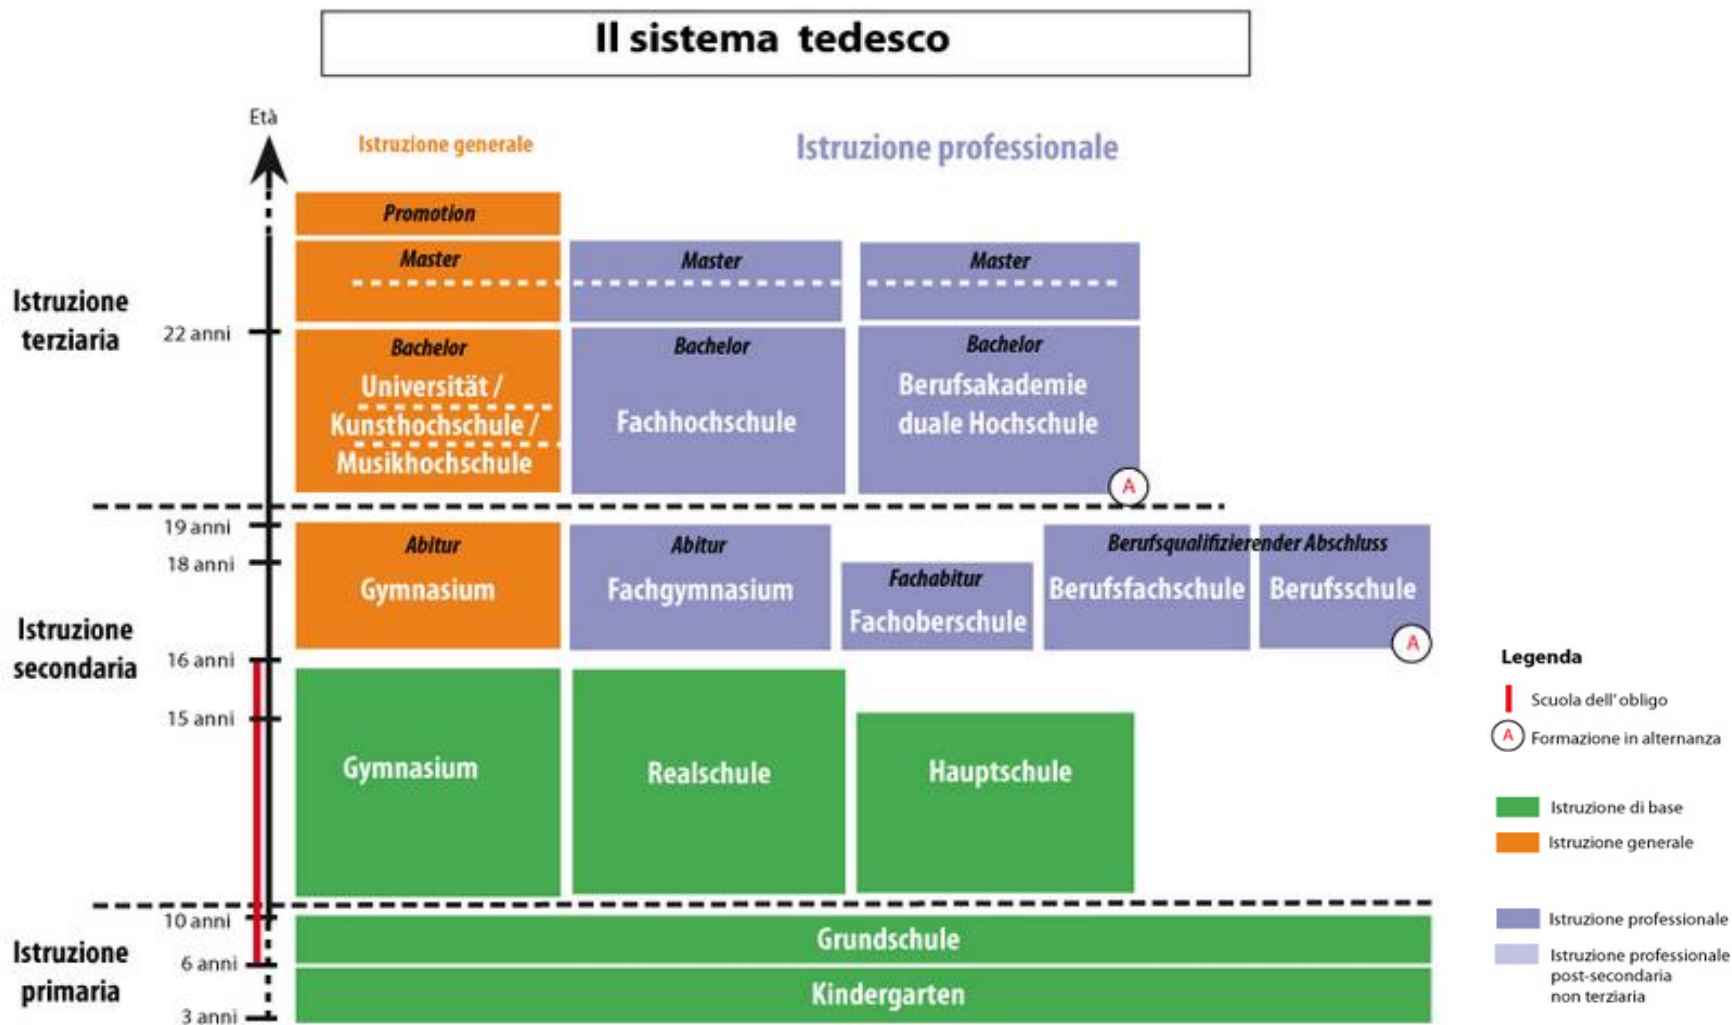 Il sistema tedesco
Età
Istruzione generale
Istruzione professionale
Promotion
Master
Master
Master
Istruzione
terziaria
22 anni
Bachelor
Universität /
Kunsthochschule /
Musikhochschule
Bachelor
Fachhochschule
Bachelor
Berufsakademie
duale Hochschule
A
19 anni
18 anni
Abitur
Gymnasium
Abitur
Fachgymnasium
Fachabitur
Fachoberschule
Berufsqualifizierender Abschluss
Berufsfachschule
Berufsschule
A
Istruzione
secondaria
16 anni
15 anni
Gymnasium
Realschule
Hauptschule
10 anni
Grundschule
Istruzione
primaria
6 anni
Kindergarten
3 anni
Legenda
Scuola dell' obligo
A Formazione in alternanza
Istruzione di base
Istruzione generale
Istruzione professionale
Istruzione professionale
post-secondaria
non terziaria